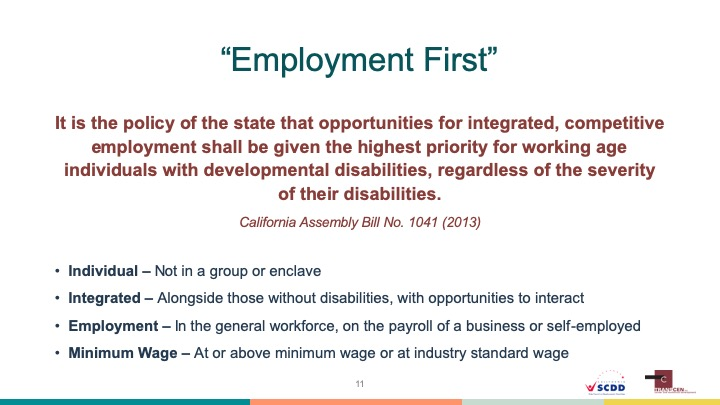 “Employment First”
It is the policy of the state that opportunities for integrated, competitive
employment shall be given the highest priority for working age
individuals with developmental disabilities, regardless of the severity
of their disabilities.
California Assembly Bill No. 1041 (2013)
• Individual – Not in a group or enclave
• Integrated – Alongside those without disabilities, with opportunities to interact
• Employment – In the general workforce, on the payroll of a business or self-employed
• Minimum Wage – At or above minimum wage or at industry standard wage
11
SCDD